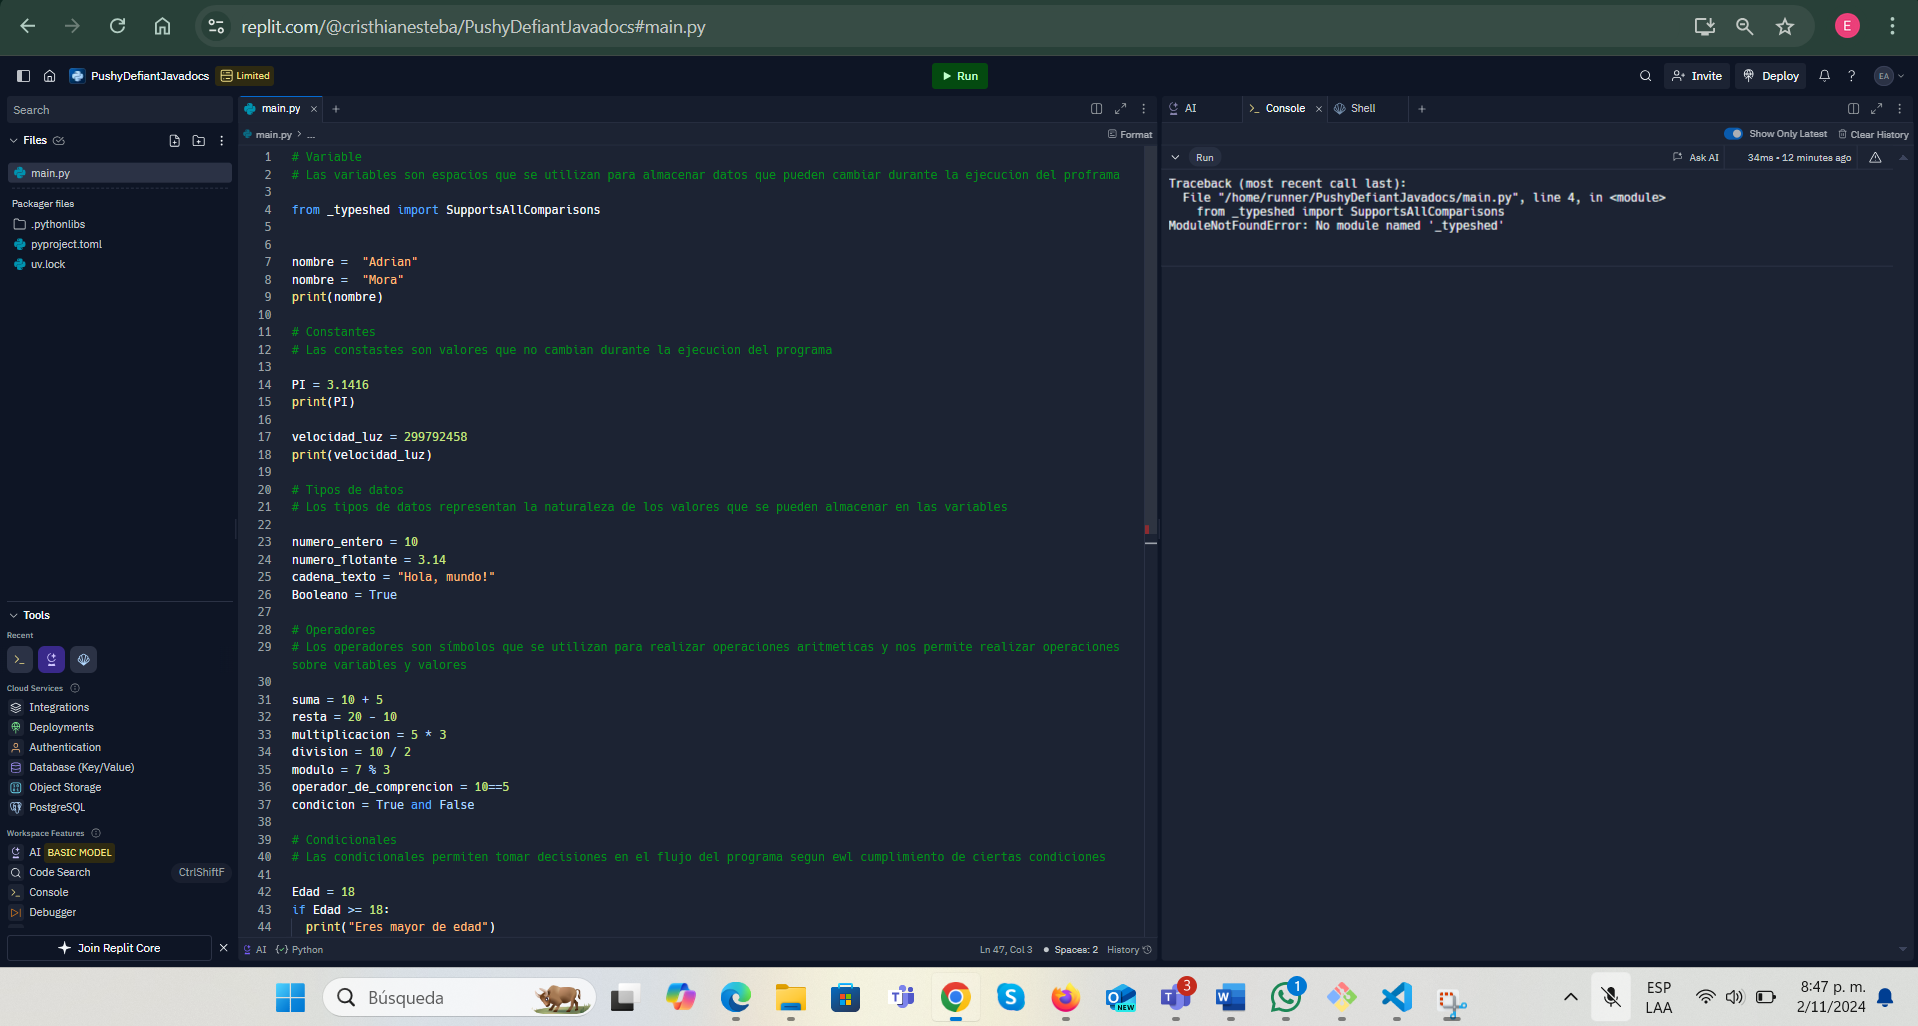 replit.com/@cristhianesteba/PushyDefiantJavadocs#main.py
E
PushyDefiantJavadocs
Limited
Run
Invite
Deploy
?
EA
Search
Files
main.py
Packager files
.pythonlibs
pyproject.toml
uv.lock
Tools
Recent
Cloud Services
Integrations
Deployments
Authentication
Database (Key/Value)
Object Storage
PostgreSQL
Workspace Features
AI BASIC MODEL
Code Search CtrlShiftF
Console
Debugger
Join Replit Core
main.py
main.py > ...
Format
1 # Variable
2 # Las variables son espacios que se utilizan para almacenar datos que pueden cambiar durante la ejecucion del proframa
3
4 from _typeshed import SupportsAllComparisons
5
6
7 nombre =  "Adrian"
8 nombre =  "Mora"
9 print(nombre)
10
11 # Constantes
12 # Las constastes son valores que no cambian durante la ejecucion del programa
13
14 PI = 3.1416
15 print(PI)
16
17 velocidad_luz = 299792458
18 print(velocidad_luz)
19
20 # Tipos de datos
21 # Los tipos de datos representan la naturaleza de los valores que se pueden almacenar en las variables
22
23 numero_entero = 10
24 numero_flotante = 3.14
25 cadena_texto = "Hola, mundo!"
26 Booleano = True
27
28 # Operadores
29 # Los operadores son símbolos que se utilizan para realizar operaciones aritmeticas y nos permite realizar operaciones
sobre variables y valores
30
31 suma = 10 + 5
32 resta = 20 - 10
33 multiplicacion = 5 * 3
34 division = 10 / 2
35 modulo = 7 % 3
36 operador_de_comprencion = 10==5
37 condicion = True and False
38
39 # Condicionales
40 # Las condicionales permiten tomar decisiones en el flujo del programa segun ewl cumplimiento de ciertas condiciones
41
42 Edad = 18
43 if Edad >= 18:
44   print("Eres mayor de edad")
AI {✓} Python
Ln 47, Col 3 • Spaces: 2 History
AI
Console
Shell
Show Only Latest
Clear History
Run
Ask AI
34ms • 12 minutes ago
Traceback (most recent call last):
  File "/home/runner/PushyDefiantJavadocs/main.py", line 4, in <module>
    from _typeshed import SupportsAllComparisons
ModuleNotFoundError: No module named '_typeshed'
Búsqueda
NEW
3
1
ESP
LAA
8:47 p. m.
2/11/2024